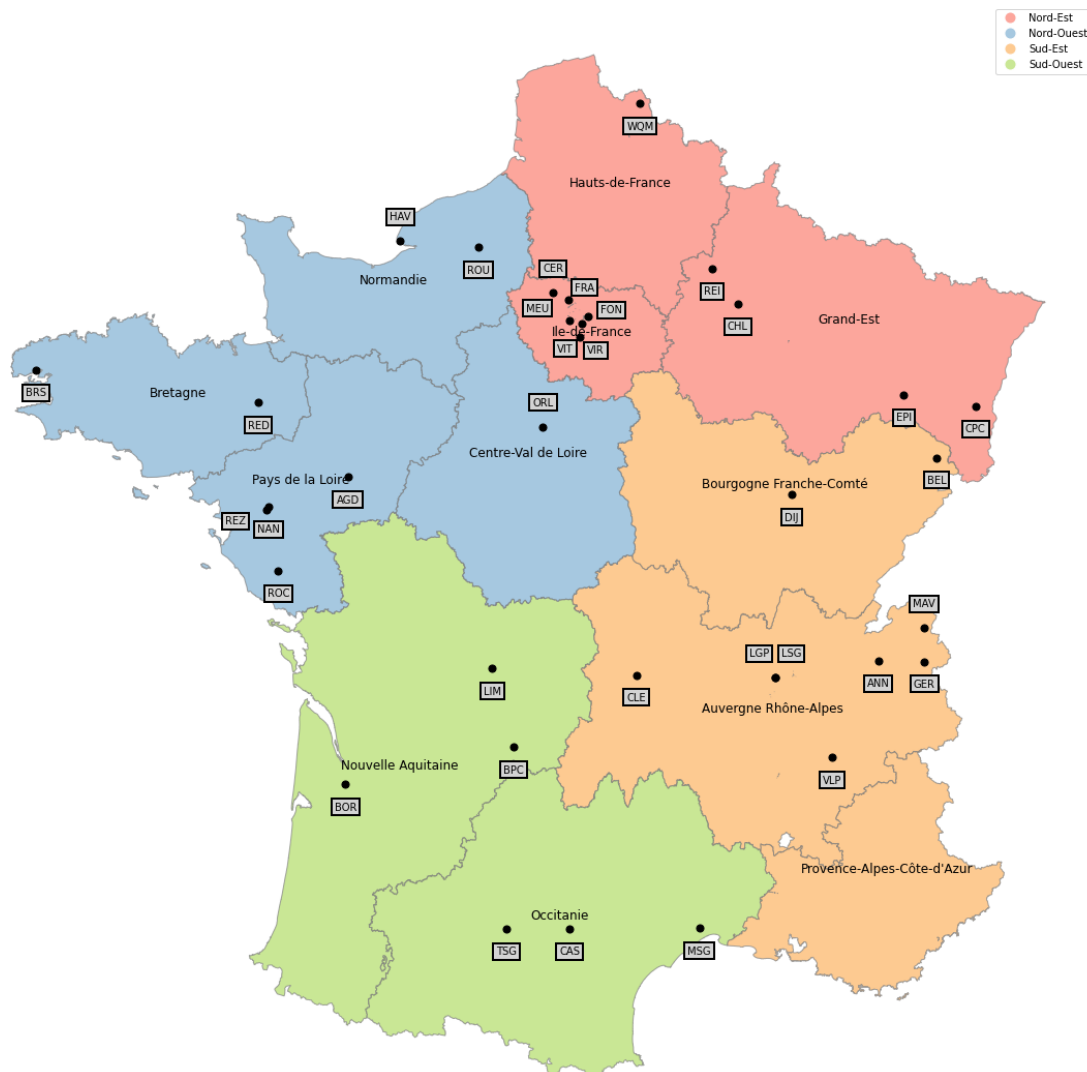 Nord-Est
Nord-Ouest
Sud-Est
Sud-Ouest
WQM
Hauts-de-France
HAV
ROU
Normandie
CER
FRA
MEU
FON
Ile-de-France
VIT
VIR
REI
CHL
Grand-Est
BRS
Bretagne
RED
ORL
Centre-Val de Loire
EPI
CPC
Pays de la Loire
AGD
REZ
NAN
ROC
Bourgogne Franche-Comté
BEL
DIJ
MAV
LGP
LSG
ANN
GER
CLE
Auvergne Rhône-Alpes
LIM
VLP
Nouvelle Aquitaine
BPC
BOR
Provence-Alpes-Côte-d'Azur
Occitanie
TSG
CAS
MSG